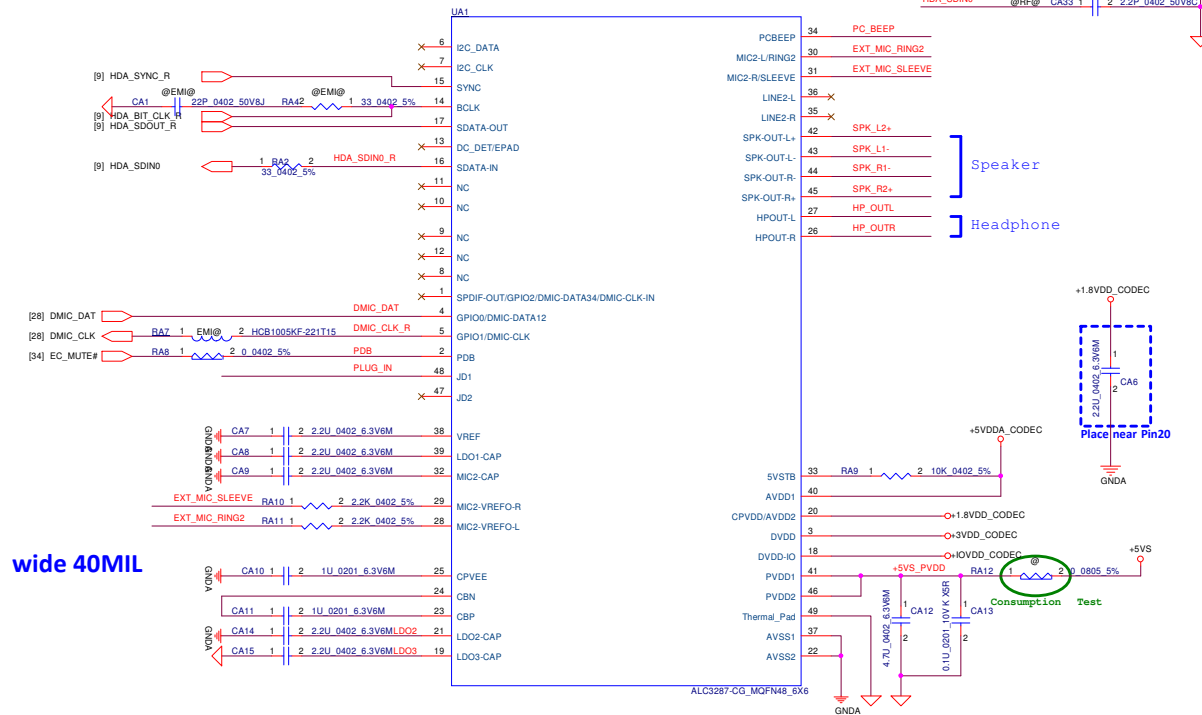 HDA_SDIN0 @RF@ CA33 1 2 2.2P_0402_50V8C
UA1
6 I2C_DATA
7 I2C_CLK
[9] HDA_SYNC_R 15 SYNC
@EMI@ @EMI@
CA1 22P_0402_50V8J RA4 2 1 33_0402_5% 14 BCLK
[9] HDA_BIT_CLK_R
[9] HDA_SDOUT_R 17 SDATA-OUT
13 DC_DET/EPAD
[9] HDA_SDIN0 1 RA2 2 HDA_SDIN0_R 16 SDATA-IN
33_0402_5%
11 NC
10 NC
9 NC
12 NC
8 NC
1 SPDIF-OUT/GPIO2/DMIC-DATA34/DMIC-CLK-IN
[28] DMIC_DAT DMIC_DAT 4 GPIO0/DMIC-DATA12
[28] DMIC_CLK RA7 1 EMI@ 2 HCB1005KF-221T15 DMIC_CLK_R 5 GPIO1/DMIC-CLK
[34] EC_MUTE# RA8 1 2 0_0402_5% PDB 2 PDB
PLUG_IN 48 JD1
47 JD2
GNDA CA7 1 2 2.2U_0402_6.3V6M 38 VREF
GNDA CA8 1 2 2.2U_0402_6.3V6M 39 LDO1-CAP
GNDA CA9 1 2 2.2U_0402_6.3V6M 32 MIC2-CAP
EXT_MIC_SLEEVE RA10 1 2 2.2K_0402_5% 29 MIC2-VREFO-R
EXT_MIC_RING2 RA11 1 2 2.2K_0402_5% 28 MIC2-VREFO-L
wide 40MIL
GNDA CA10 1 2 1U_0201_6.3V6M 25 CPVEE
24 CBN
CA11 1 2 1U_0201_6.3V6M 23 CBP
GNDA CA14 1 2 2.2U_0402_6.3V6M LDO2 21 LDO2-CAP
CA15 1 2 2.2U_0402_6.3V6M LDO3 19 LDO3-CAP
PCBEEP 34 PC_BEEP
MIC2-L/RING2 30 EXT_MIC_RING2
MIC2-R/SLEEVE 31 EXT_MIC_SLEEVE
LINE2-L 36
LINE2-R 35
SPK-OUT-L+ 42 SPK_L2+
SPK-OUT-L- 43 SPK_L1-
Speaker
SPK-OUT-R- 44 SPK_R1-
SPK-OUT-R+ 45 SPK_R2+
HPOUT-L 27 HP_OUTL
Headphone
HPOUT-R 26 HP_OUTR
+1.8VDD_CODEC
2.2U_0402_6.3V6M 1 2 CA6
Place near Pin20
GNDA
+5VDDA_CODEC
5VSTB 33 RA9 1 2 10K_0402_5%
AVDD1 40
CPVDD/AVDD2 20 +1.8VDD_CODEC
DVDD 3 +3VDD_CODEC
DVDD-IO 18 +IOVDD_CODEC
+5VS
PVDD1 41 +5VS_PVDD RA12 1 @ 2 0_0805_5%
PVDD2 46
Consumption Test
Thermal_Pad 49
4.7U_0402_6.3V6M 1 2 CA12
0.1U_0201_10V K X5R 1 2 CA13
AVSS1 37
AVSS2 22
ALC3287-CG_MQFN48_6X6
GNDA